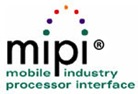 mipi®
mobile industry
processor interface